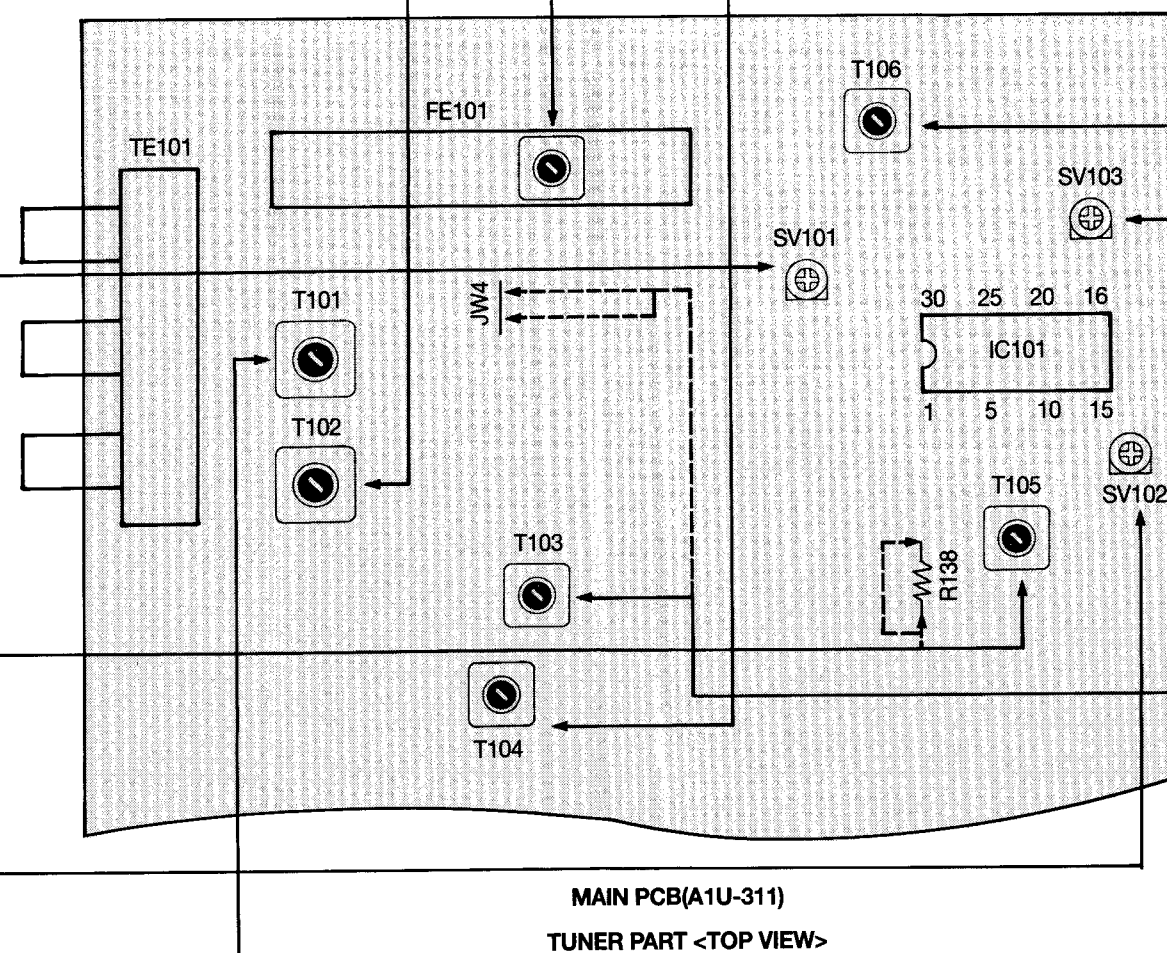 T106
FE101
TE101
SV103
SV101
JW4
T101
30 25 20 16
IC101
1 5 10 15
T102
T105
SV102
T103
R138
T104
MAIN PCB(A1U-311)
TUNER PART <TOP VIEW>